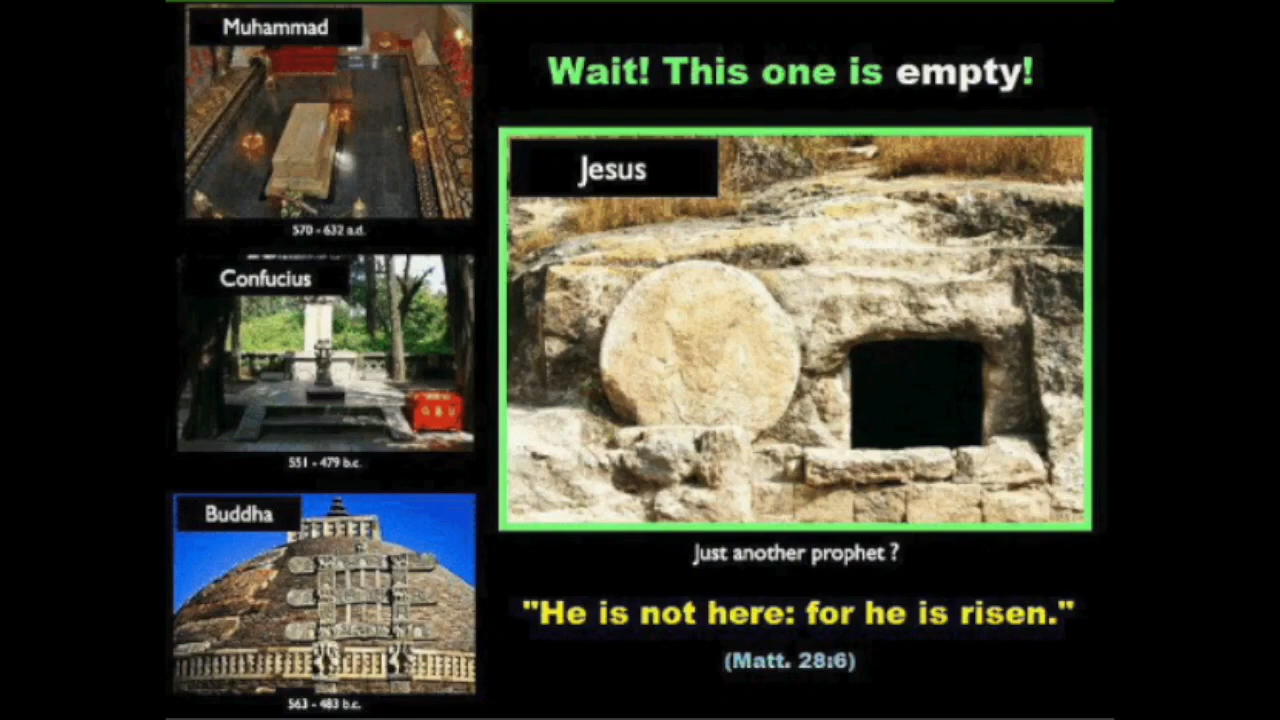 Muhammad
570 - 632 a.d.
Confucius
551 - 479 b.c.
Buddha
563 - 483 b.c.
Wait! This one is empty!
Jesus
Just another prophet ?
"He is not here: for he is risen."
(Matt. 28:6)